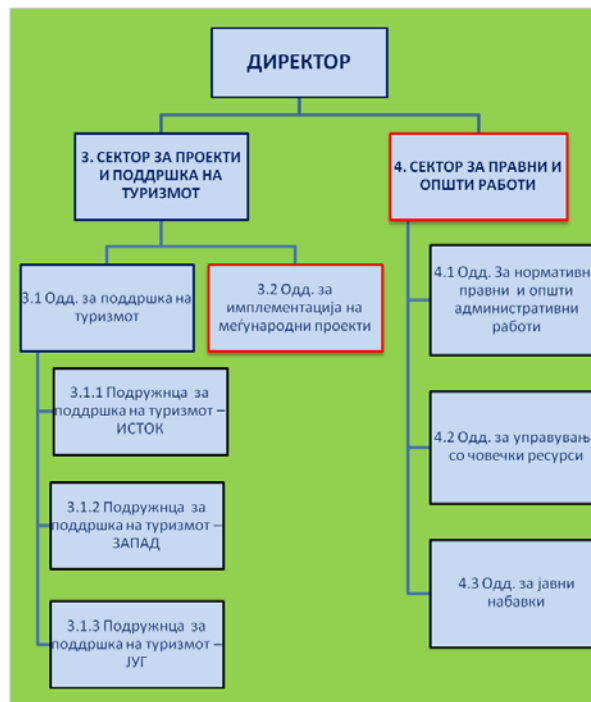 ДИРЕКТОР
3. СЕКТОР ЗА ПРОЕКТИ
И ПОДДРШКА НА
ТУРИЗМОТ
4. СЕКТОР ЗА ПРАВНИ И
ОПШТИ РАБОТИ
3.1 Одд. за поддршка на
туризмот
3.2 Одд. за
имплементација на
меѓународни проекти
3.1.1 Подружнца за
поддршка на туризмот –
ИСТОК
3.1.2 Подружнца за
поддршка на туризмот –
ЗАПАД
3.1.3 Подружнца за
поддршка на туризмот –
ЈУГ
4.1 Одд. За нормативн
правни и општи
административни
работи
4.2 Одд. за управувањ
со човечки ресурси
4.3 Одд. за јавни
набавки